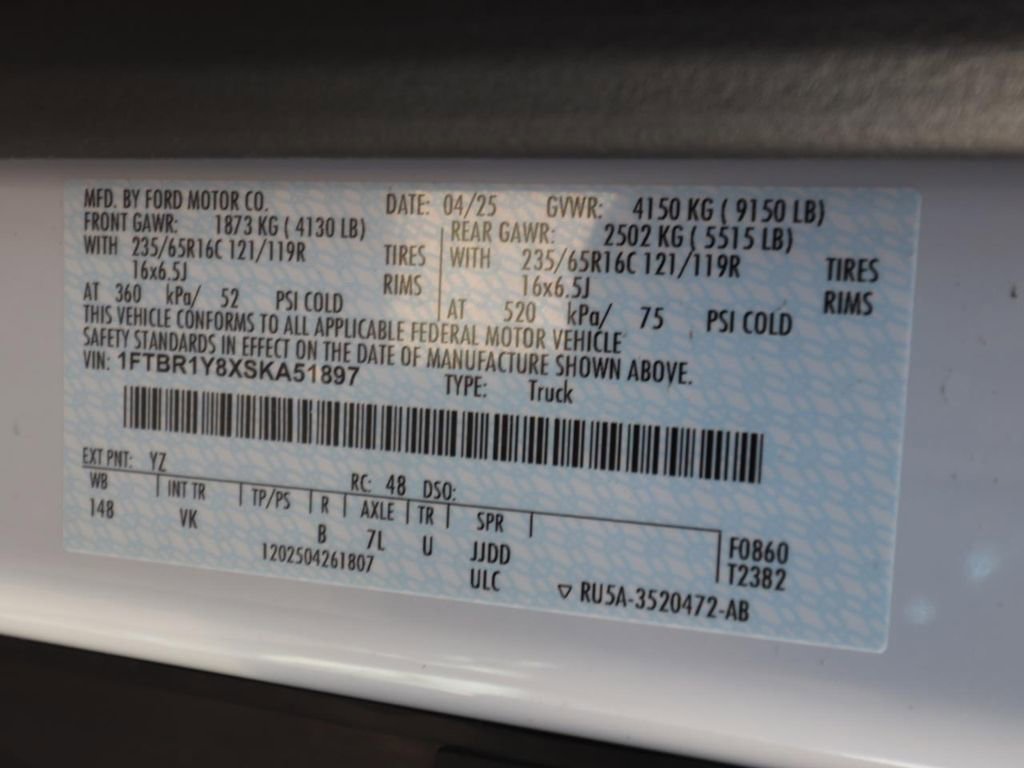 MFD. BY FORD MOTOR CO. DATE: 04/25 GVWR: 4150 KG ( 9150 LB)
FRONT GAWR: 1873 KG ( 4130 LB) REAR GAWR: 2502 KG ( 5515 LB)
WITH 235/65R16C 121/119R TIRES WITH 235/65R16C 121/119R TIRES
16x6.5J RIMS 16x6.5J RIMS
AT 360 kPa/ 52 PSI COLD AT 520 kPa/ 75 PSI COLD
THIS VEHICLE CONFORMS TO ALL APPLICABLE FEDERAL MOTOR VEHICLE
SAFETY STANDARDS IN EFFECT ON THE DATE OF MANUFACTURE SHOWN ABOVE.
VIN: 1FTBR1Y8XSKA51897 TYPE: Truck
EXT PNT: YZ RC: 48 DSO:
WB INT TR TP/PS R AXLE TR SPR
148 VK B 7L U JJDD F0860
1202504261807 ULC T2382
▽ RU5A-3520472-AB